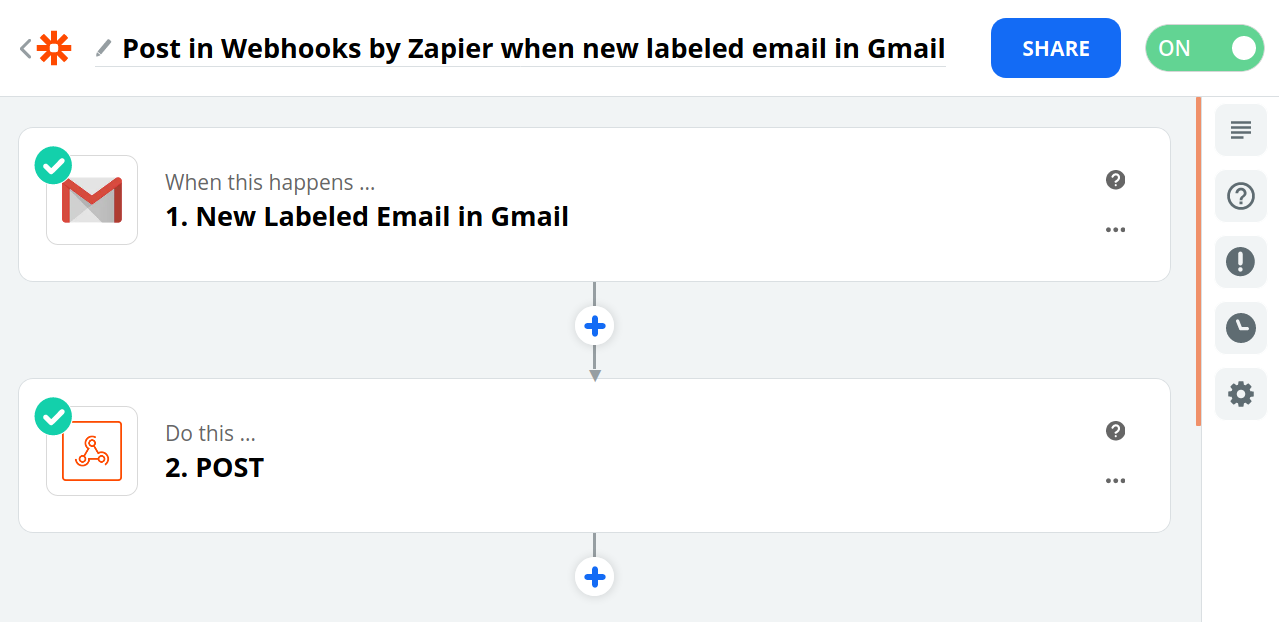 Post in Webhooks by Zapier when new labeled email in Gmail
SHARE
ON
When this happens ...
1. New Labeled Email in Gmail
Do this ...
2. POST